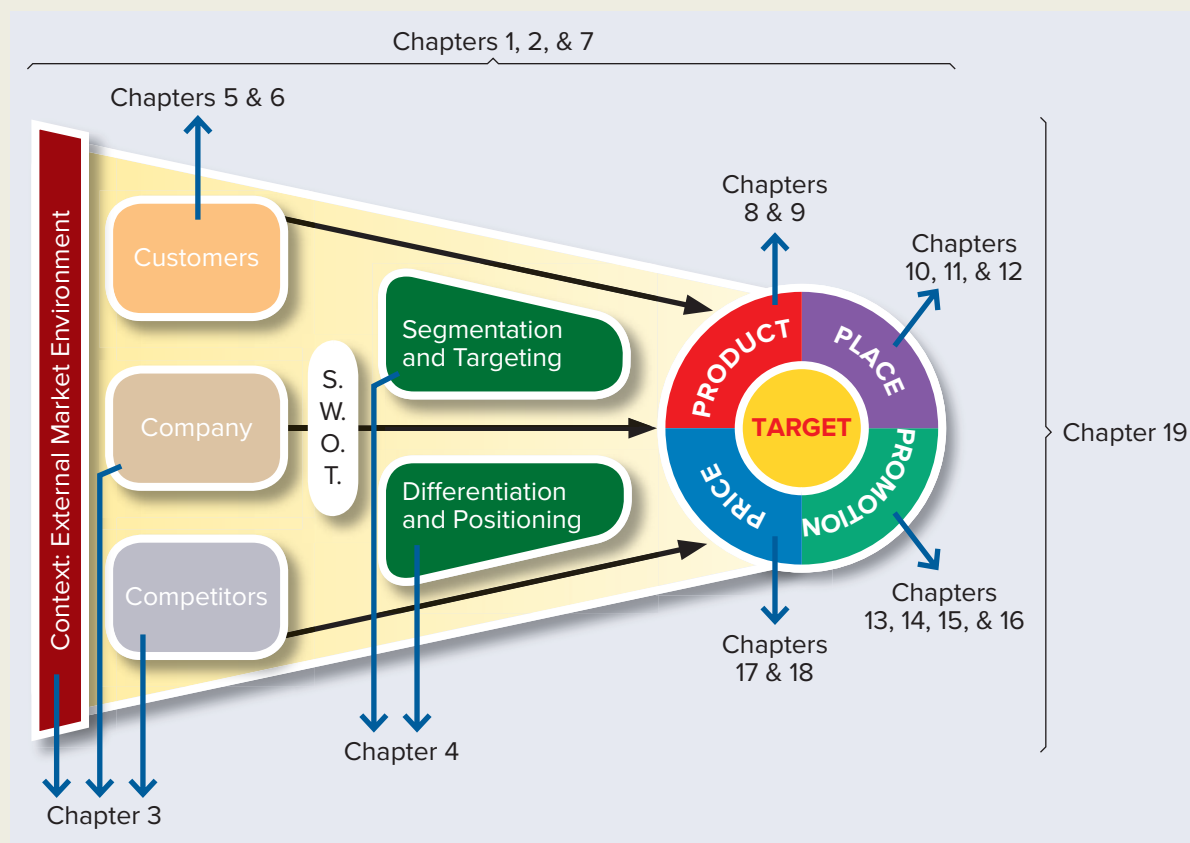 Chapters 1, 2, & 7
Chapters 5 & 6
Context: External Market Environment
Customers
Company
Competitors
S.
W.
O.
T.
Segmentation
and Targeting
Differentiation
and Positioning
Chapters
8 & 9
Chapters
10, 11, & 12
PRODUCT
PLACE
TARGET
PRICE
PROMOTION
Chapter 19
Chapters
13, 14, 15, & 16
Chapters
17 & 18
Chapter 4
Chapter 3